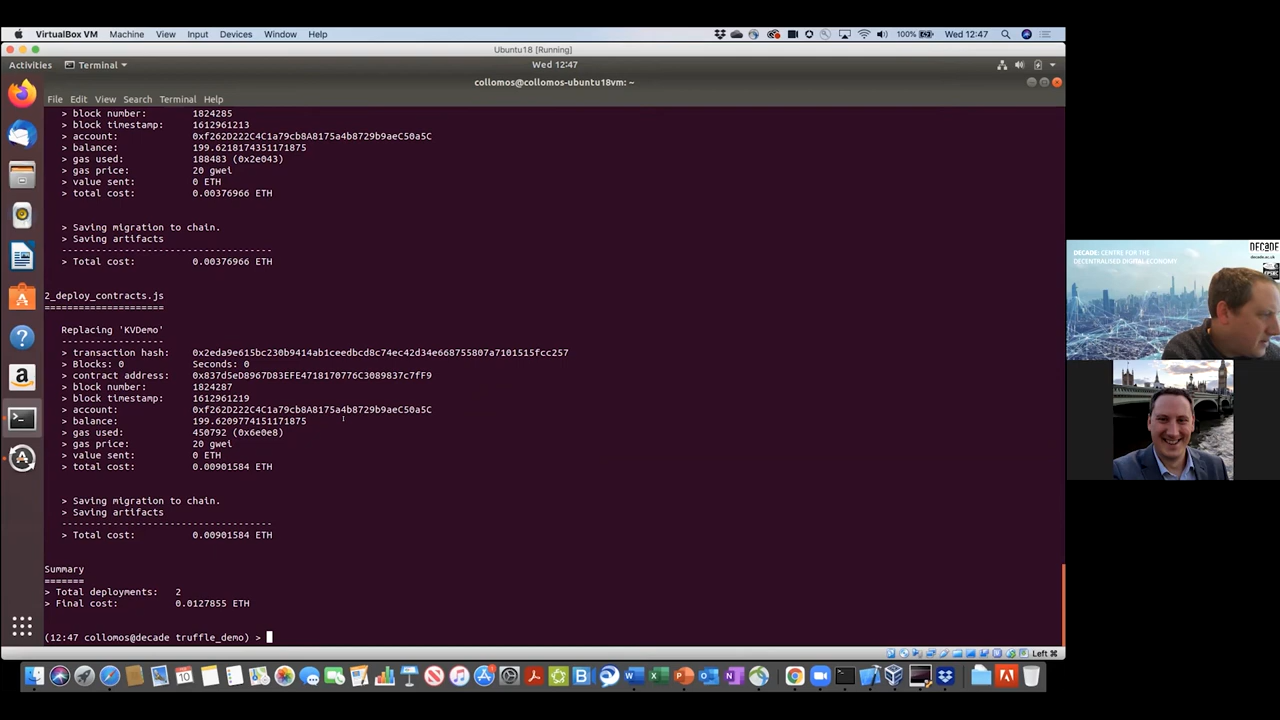 VirtualBox VM Machine View Input Devices Window Help 100% Wed 12:47
Ubuntu18 [Running]
Activities Terminal Wed 12:47
collomos@collomos-ubuntu18vm: ~
File Edit View Search Terminal Help
> block number: 1824285
> block timestamp: 1612961213
> account: 0xf262D222C4C1a79cb8A8175a4b8729b9aeC50a5C
> balance: 199.6218174351171875
> gas used: 188483 (0x2e043)
> gas price: 20 gwei
> value sent: 0 ETH
> total cost: 0.00376966 ETH
> Saving migration to chain.
> Saving artifacts
-------------------------------------
> Total cost: 0.00376966 ETH
2_deploy_contracts.js
=====================
Replacing 'KVDemo'
------------------
> transaction hash: 0x2eda9e615bc230b9414ab1ceedbcd8c74ec42d34e668755807a7101515fcc257
> Blocks: 0 Seconds: 0
> contract address: 0x837d5eD8967D83EFE4718170776C3089837c7fF9
> block number: 1824287
> block timestamp: 1612961219
> account: 0xf262D222C4C1a79cb8A8175a4b8729b9aeC50a5C
> balance: 199.6209774151171875
> gas used: 450792 (0x6e0e8)
> gas price: 20 gwei
> value sent: 0 ETH
> total cost: 0.00901584 ETH
> Saving migration to chain.
> Saving artifacts
-------------------------------------
> Total cost: 0.00901584 ETH
Summary
=======
> Total deployments: 2
> Final cost: 0.0127855 ETH
(12:47 collomos@decade truffle_demo) >
Left ⌘
DECADE: CENTRE FOR THE
DECENTRALISED DIGITAL ECONOMY
DECADE
decade.ac.uk